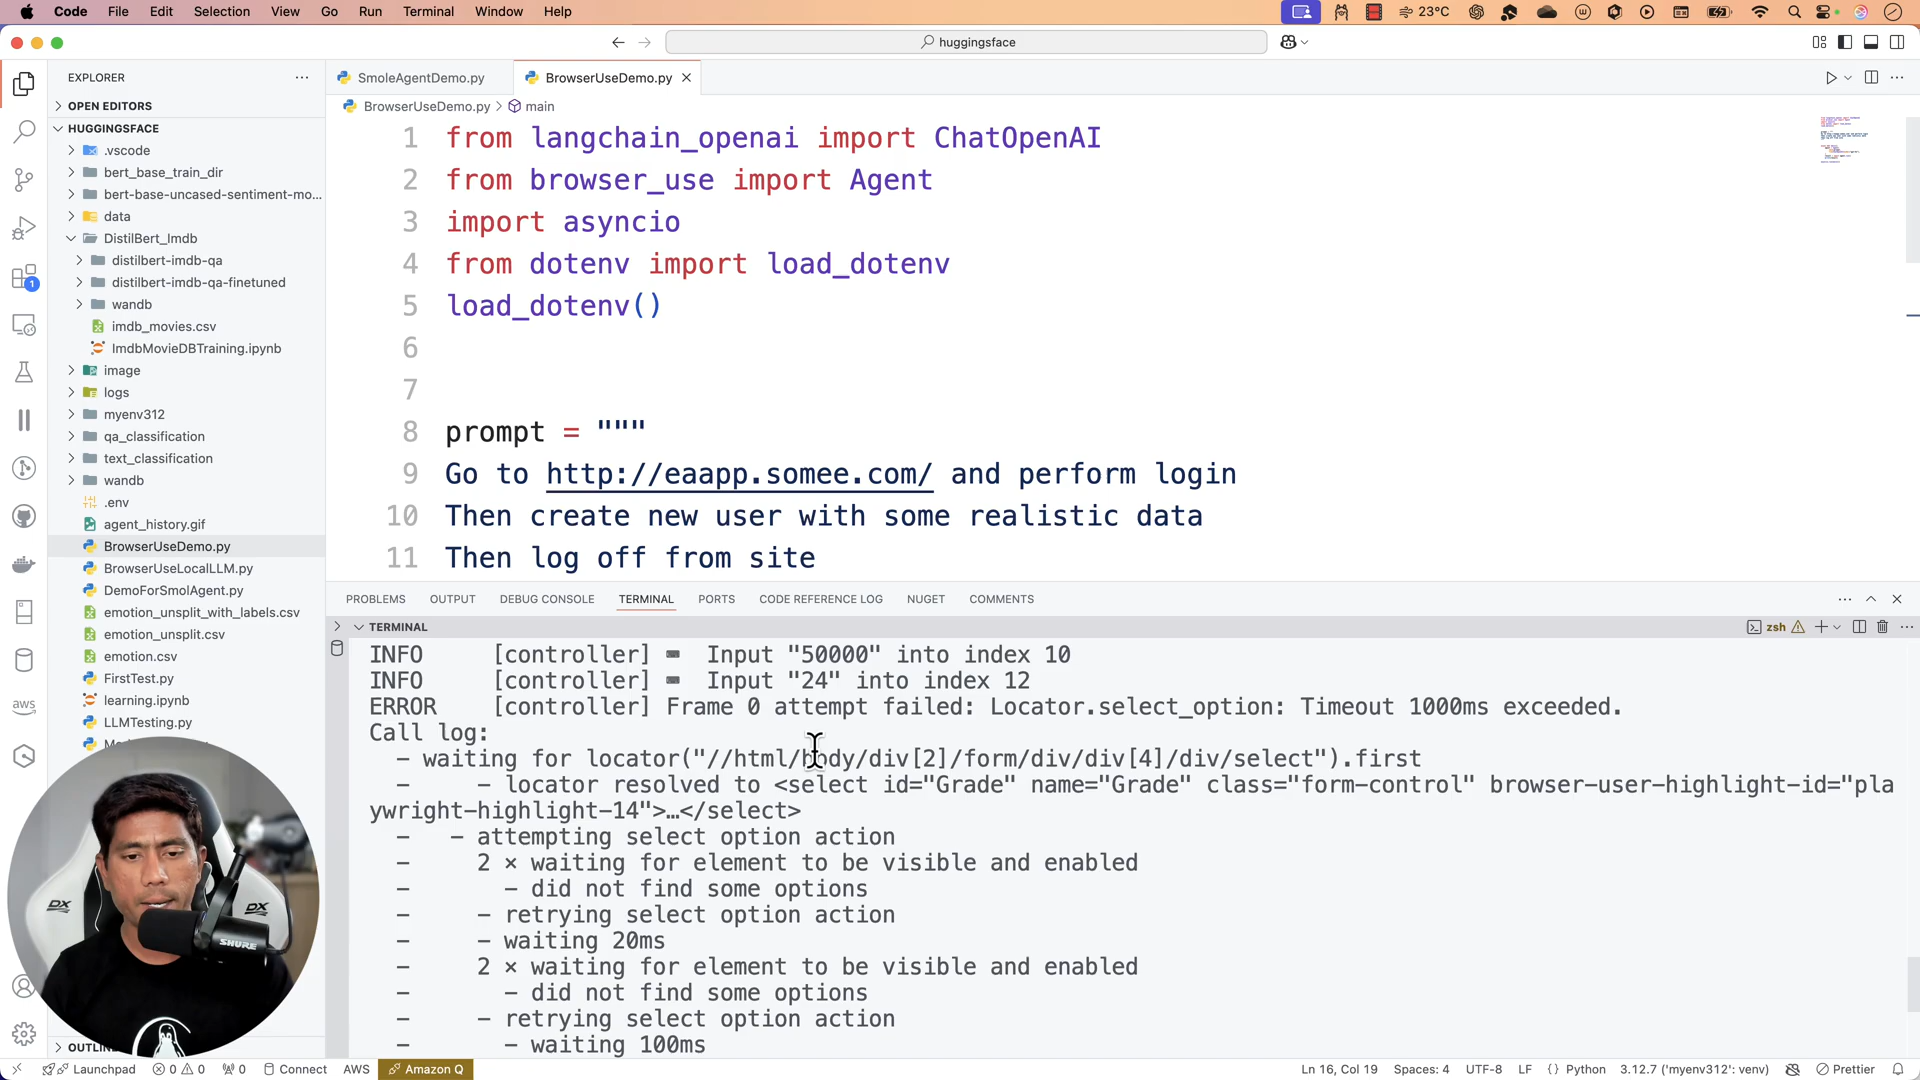 Code File Edit Selection View Go Run Terminal Window Help
23°C
huggingsface
EXPLORER
OPEN EDITORS
HUGGINGSFACE
.vscode
bert_base_train_dir
bert-base-uncased-sentiment-mo...
data
DistilBert_Imdb
distilbert-imdb-qa
distilbert-imdb-qa-finetuned
wandb
imdb_movies.csv
ImdbMovieDBTraining.ipynb
image
logs
myenv312
qa_classification
text_classification
wandb
.env
agent_history.gif
BrowserUseDemo.py
BrowserUseLocalLLM.py
DemoForSmolAgent.py
emotion_unsplit_with_labels.csv
emotion_unsplit.csv
emotion.csv
FirstTest.py
learning.ipynb
LLMTesting.py
aws
1
SmoleAgentDemo.py
BrowserUseDemo.py
BrowserUseDemo.py > main
1 from langchain_openai import ChatOpenAI
2 from browser_use import Agent
3 import asyncio
4 from dotenv import load_dotenv
5 load_dotenv()
6
7
8 prompt = """
9 Go to http://eaapp.somee.com/ and perform login
10 Then create new user with some realistic data
11 Then log off from site
PROBLEMS OUTPUT DEBUG CONSOLE TERMINAL PORTS CODE REFERENCE LOG NUGET COMMENTS
TERMINAL
zsh
INFO [controller] ⌨ Input "50000" into index 10
INFO [controller] ⌨ Input "24" into index 12
ERROR [controller] Frame 0 attempt failed: Locator.select_option: Timeout 1000ms exceeded.
Call log:
– waiting for locator("//html/body/div[2]/form/div/div[4]/div/select").first
– – locator resolved to <select id="Grade" name="Grade" class="form-control" browser-user-highlight-id="pla
ywright-highlight-14">…</select>
– – attempting select option action
– 2 × waiting for element to be visible and enabled
– – did not find some options
– – retrying select option action
– – waiting 20ms
– 2 × waiting for element to be visible and enabled
– – did not find some options
– – retrying select option action
– – waiting 100ms
DX
DX
SHURE
Launchpad 0 0 0 Connect AWS Amazon Q
Ln 16, Col 19 Spaces: 4 UTF-8 LF {} Python 3.12.7 ('myenv312': venv) Prettier